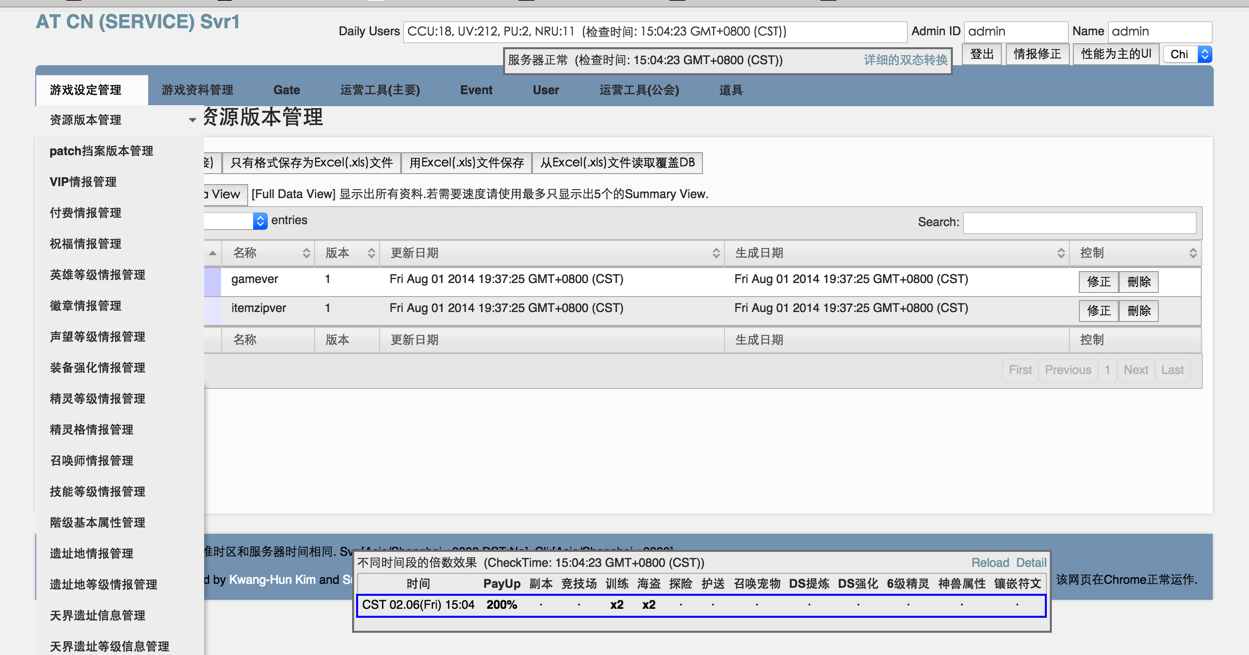 AT CN (SERVICE) Svr1
Daily Users CCU:18, UV:212, PU:2, NRU:11 (检查时间: 15:04:23 GMT+0800 (CST)) Admin ID admin Name admin
服务器正常 (检查时间: 15:04:23 GMT+0800 (CST)) 详细的双态转换 登出 情报修正 性能为主的UI Chi
游戏设定管理 游戏资料管理 Gate 运营工具(主要) Event User 运营工具(公会) 道具
资源版本管理
资源版本管理
patch挡案版本管理
VIP情报管理
付费情报管理
祝福情报管理
英雄等级情报管理
徽章情报管理
声望等级情报管理
装备强化情报管理
精灵等级情报管理
精灵格情报管理
召唤师情报管理
技能等级情报管理
階级基本属性管理
遗址地情报管理
遗址地等级情报管理
天界遗址信息管理
天界遗址等级信息管理
只有格式保存为Excel(.xls)文件 用Excel(.xls)文件保存 从Excel(.xls)文件读取覆盖DB
View [Full Data View] 显示出所有资料.若需要速度请使用最多只显示出5个的Summary View.
entries Search:
名称 版本 更新日期 生成日期 控制
gamever 1 Fri Aug 01 2014 19:37:25 GMT+0800 (CST) Fri Aug 01 2014 19:37:25 GMT+0800 (CST) 修正 刪除
itemzipver 1 Fri Aug 01 2014 19:37:25 GMT+0800 (CST) Fri Aug 01 2014 19:37:25 GMT+0800 (CST) 修正 刪除
名称 版本 更新日期 生成日期 控制
First Previous 1 Next Last
准时区和服务器时间相同.
by Kwang-Hun Kim and
该网页在Chrome正常运作.
不同时间段的倍数效果 (CheckTime: 15:04:23 GMT+0800 (CST)) Reload Detail
时间 PayUp 副本 竞技场 训练 海盗 探险 护送 召唤宠物 DS提炼 DS强化 6级精灵 神兽属性 镶嵌符文
CST 02.06(Fri) 15:04 200% · · x2 x2 · · · · · · · ·